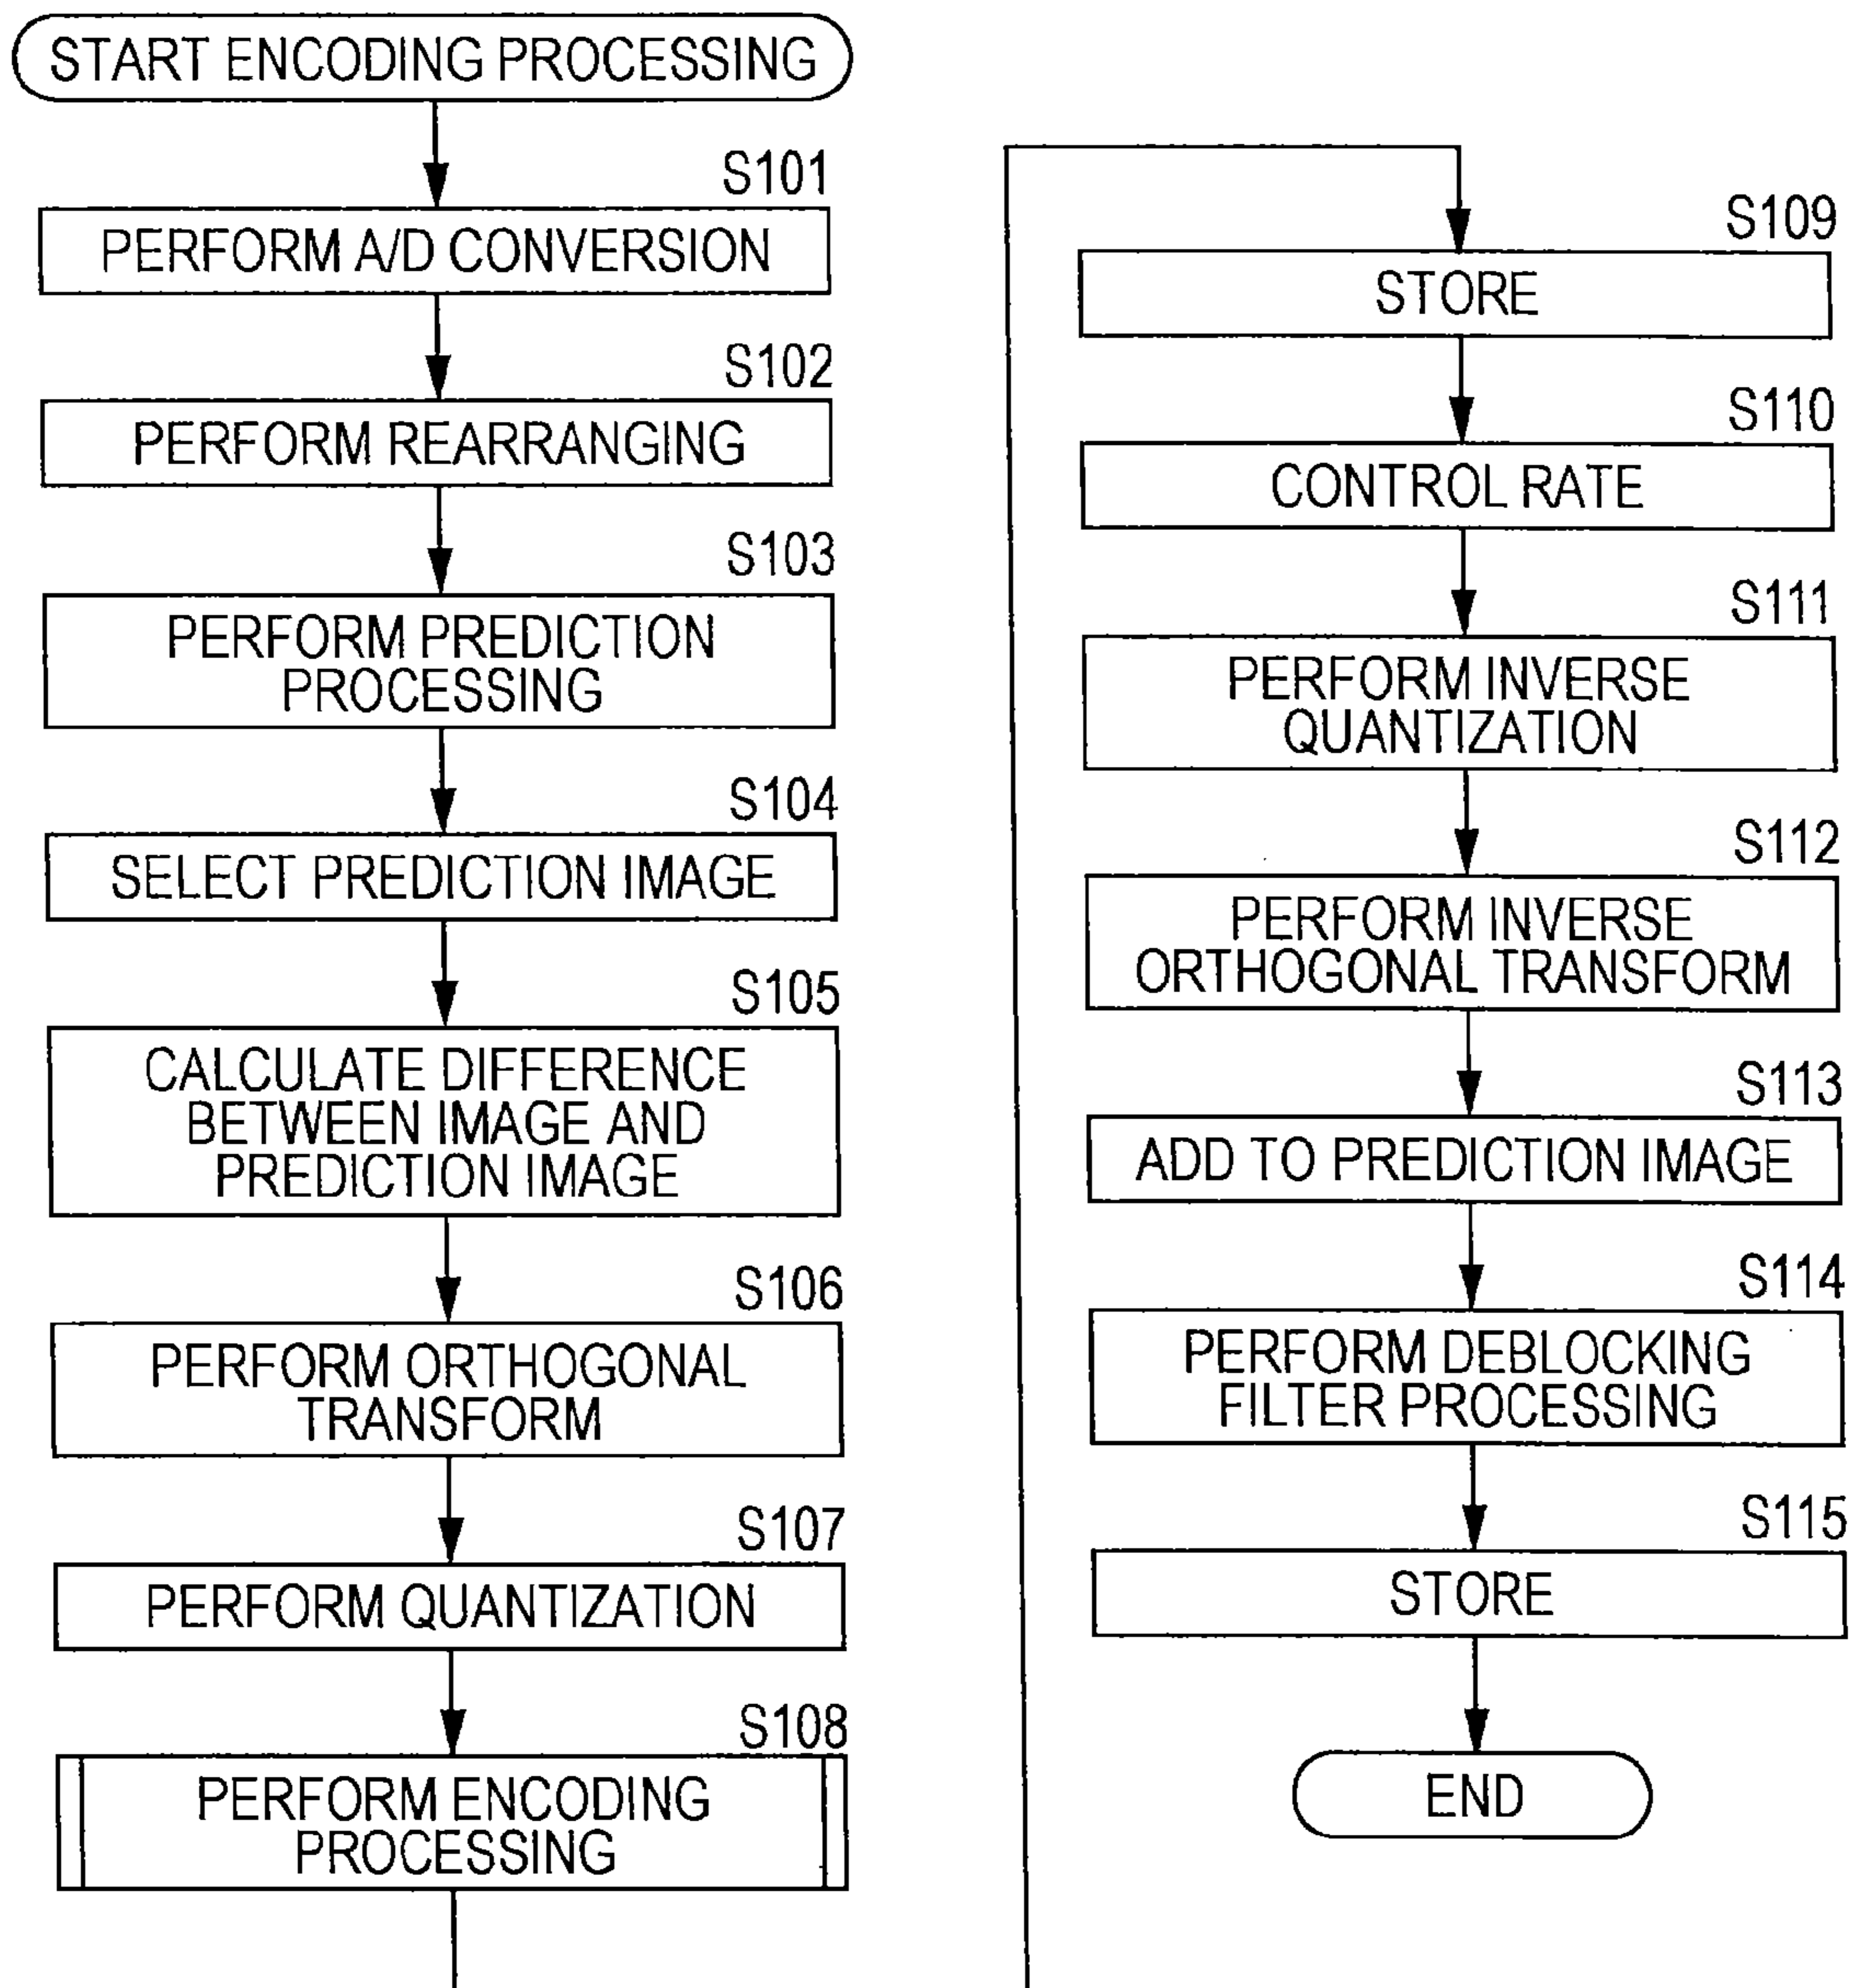 START ENCODING PROCESSING
S101
PERFORM A/D CONVERSION
S102
PERFORM REARRANGING
S103
PERFORM PREDICTION
PROCESSING
S104
SELECT PREDICTION IMAGE
S105
CALCULATE DIFFERENCE
BETWEEN IMAGE AND
PREDICTION IMAGE
S106
PERFORM ORTHOGONAL
TRANSFORM
S107
PERFORM QUANTIZATION
S108
PERFORM ENCODING
PROCESSING
S109
STORE
S110
CONTROL RATE
S111
PERFORM INVERSE
QUANTIZATION
S112
PERFORM INVERSE
ORTHOGONAL TRANSFORM
S113
ADD TO PREDICTION IMAGE
S114
PERFORM DEBLOCKING
FILTER PROCESSING
S115
STORE
END